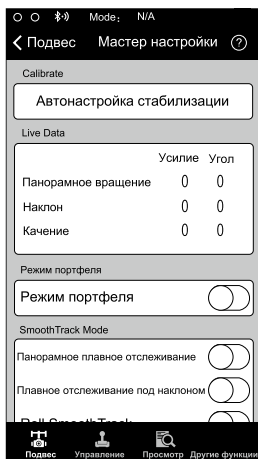 Mode: N/A
Подвес Мастер настройки ?
Calibrate
Автонастройка стабилизации
Live Data
Усилие Угол
Панорамное вращение 0 0
Наклон 0 0
Качение 0 0
Режим портфеля
Режим портфеля
SmoothTrack Mode
Панорамное плавное отслеживание
Плавное отслеживание под наклоном
Roll SmoothTrack
Подвес Управление Просмотр Другие функции